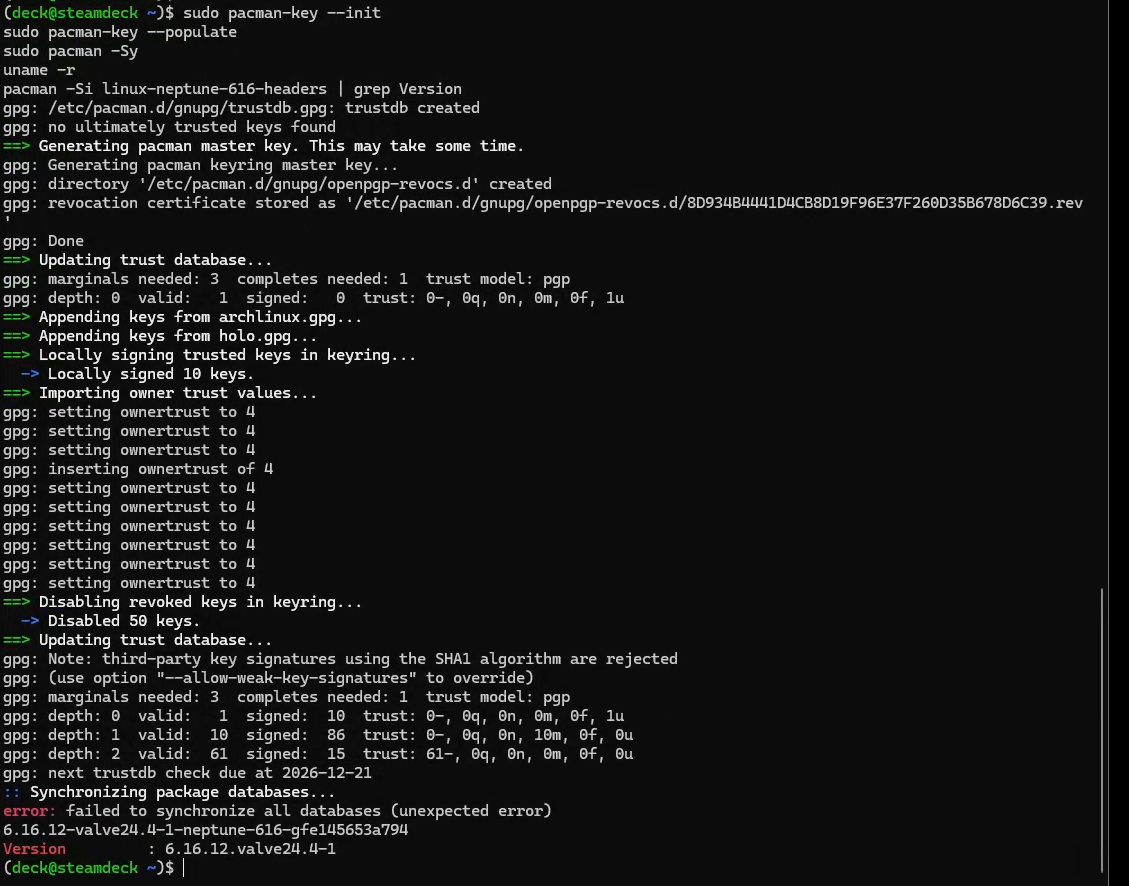 (deck@steamdeck ~)$ sudo pacman-key --init
sudo pacman-key --populate
sudo pacman -Sy
uname -r
pacman -Si linux-neptune-616-headers | grep Version
gpg: /etc/pacman.d/gnupg/trustdb.gpg: trustdb created
gpg: no ultimately trusted keys found
==> Generating pacman master key. This may take some time.
gpg: Generating pacman keyring master key...
gpg: directory '/etc/pacman.d/gnupg/openpgp-revocs.d' created
gpg: revocation certificate stored as '/etc/pacman.d/gnupg/openpgp-revocs.d/8D934B4441D4CB8D19F96E37F260D35B678D6C39.rev
'
gpg: Done
==> Updating trust database...
gpg: marginals needed: 3  completes needed: 1  trust model: pgp
gpg: depth: 0  valid:   1  signed:   0  trust: 0-, 0q, 0n, 0m, 0f, 1u
==> Appending keys from archlinux.gpg...
==> Appending keys from holo.gpg...
==> Locally signing trusted keys in keyring...
  -> Locally signed 10 keys.
==> Importing owner trust values...
gpg: setting ownertrust to 4
gpg: setting ownertrust to 4
gpg: setting ownertrust to 4
gpg: inserting ownertrust of 4
gpg: setting ownertrust to 4
gpg: setting ownertrust to 4
gpg: setting ownertrust to 4
gpg: setting ownertrust to 4
gpg: setting ownertrust to 4
gpg: setting ownertrust to 4
==> Disabling revoked keys in keyring...
  -> Disabled 50 keys.
==> Updating trust database...
gpg: Note: third-party key signatures using the SHA1 algorithm are rejected
gpg: (use option "--allow-weak-key-signatures" to override)
gpg: marginals needed: 3  completes needed: 1  trust model: pgp
gpg: depth: 0  valid:   1  signed:  10  trust: 0-, 0q, 0n, 0m, 0f, 1u
gpg: depth: 1  valid:  10  signed:  86  trust: 0-, 0q, 0n, 10m, 0f, 0u
gpg: depth: 2  valid:  61  signed:  15  trust: 61-, 0q, 0n, 0m, 0f, 0u
gpg: next trustdb check due at 2026-12-21
:: Synchronizing package databases...
error: failed to synchronize all databases (unexpected error)
6.16.12-valve24.4-1-neptune-616-gfe145653a794
Version         : 6.16.12.valve24.4-1
(deck@steamdeck ~)$